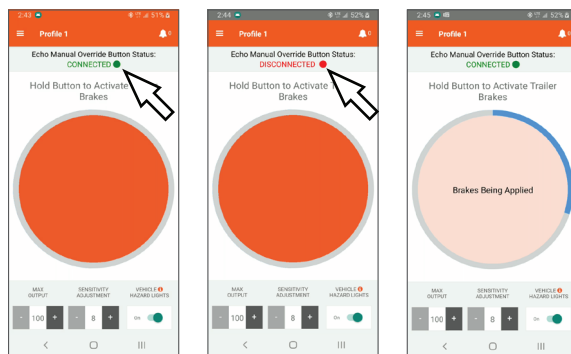 2:43
51%
Profile 1
0
Echo Manual Override Button Status:
CONNECTED
Hold Button to Activate
Brakes
MAX
OUTPUT
SENSITIVITY
ADJUSTMENT
VEHICLE
HAZARD LIGHTS
- 100 +
- 8 +
ON
2:44
52%
Profile 1
0
Echo Manual Override Button Status:
DISCONNECTED
Hold Button to Activate T
Brakes
MAX
OUTPUT
SENSITIVITY
ADJUSTMENT
VEHICLE
HAZARD LIGHTS
- 100 +
- 8 +
ON
2:45
52%
Profile 1
Echo Manual Override Button Status:
CONNECTED
Hold Button to Activate Trailer
Brakes
Brakes Being Applied
MAX
OUTPUT
SENSITIVITY
ADJUSTMENT
VEHICLE
HAZARD LIGHTS
- 100 +
- 8 +
ON